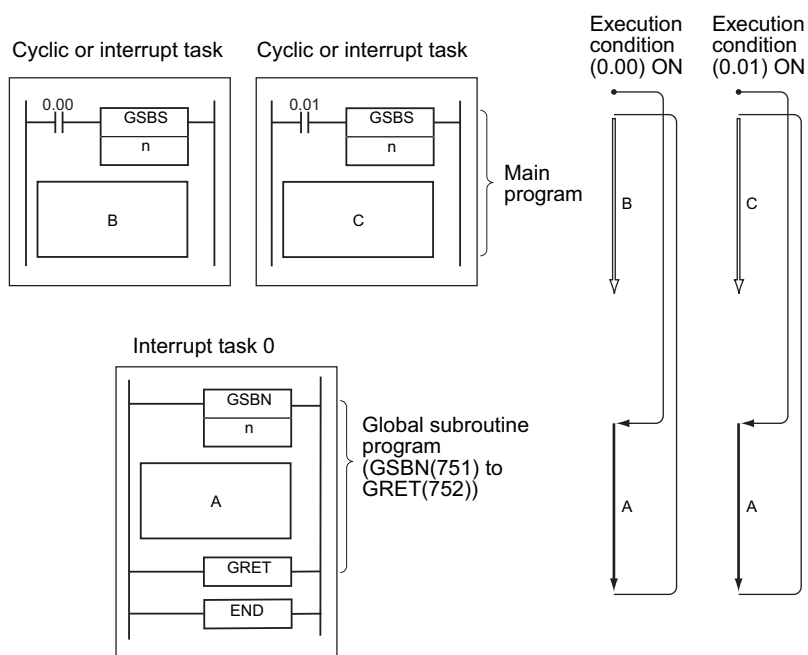 Cyclic or interrupt task
0.00
GSBS
n
B
Cyclic or interrupt task
0.01
GSBS
n
C
Main
program
Execution
condition
(0.00) ON
B
A
Execution
condition
(0.01) ON
C
A
Interrupt task 0
GSBN
n
A
GRET
END
Global subroutine
program
(GSBN(751) to
GRET(752))